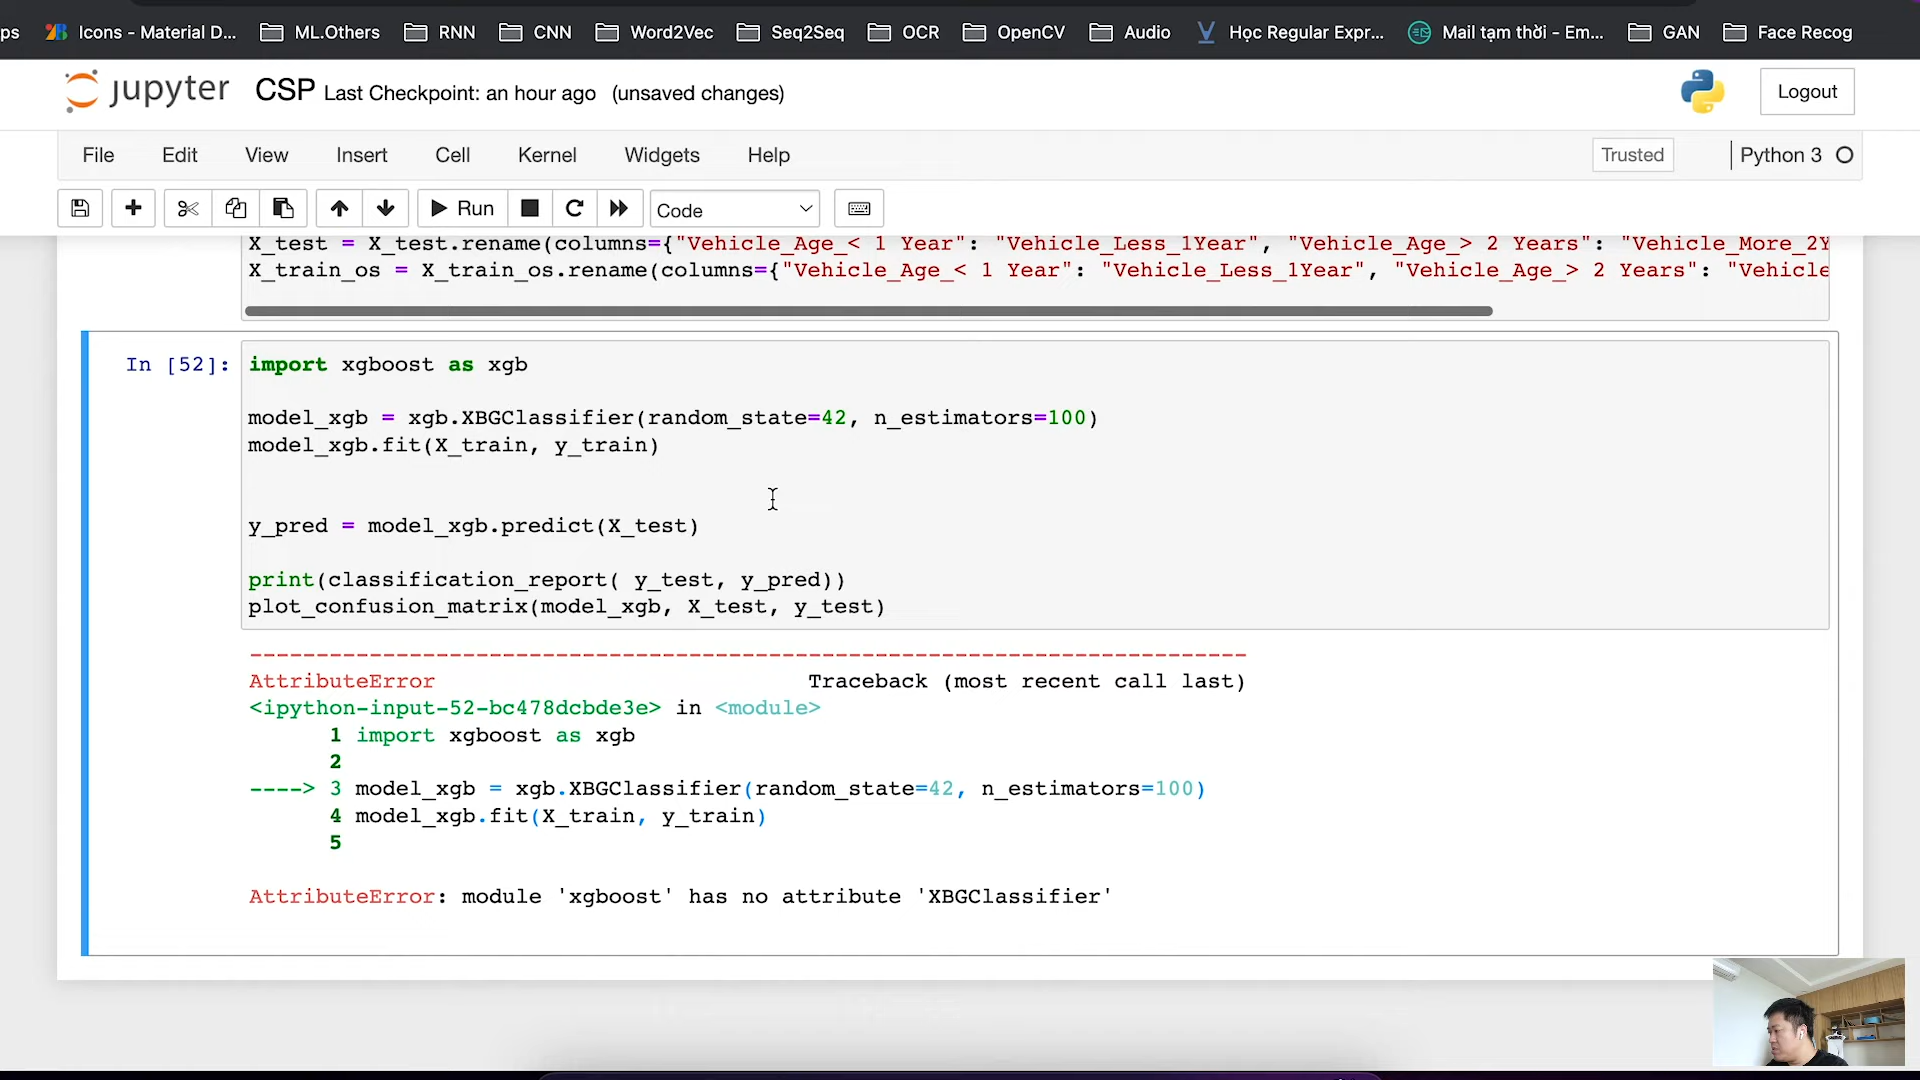 ps Icons - Material D... ML.Others RNN CNN Word2Vec Seq2Seq OCR OpenCV Audio Học Regular Expr... Mail tạm thời - Em... GAN Face Recog
jupyter CSP Last Checkpoint: an hour ago (unsaved changes) Logout
File Edit View Insert Cell Kernel Widgets Help Trusted Python 3
Run Code
X_test = X_test.rename(columns={"Vehicle_Age_< 1 Year": "Vehicle_Less_1Year", "Vehicle_Age_> 2 Years": "Vehicle_More_2Y
X_train_os = X_train_os.rename(columns={"Vehicle_Age_< 1 Year": "Vehicle_Less_1Year", "Vehicle_Age_> 2 Years": "Vehicle
In [52]: import xgboost as xgb
model_xgb = xgb.XBGClassifier(random_state=42, n_estimators=100)
model_xgb.fit(X_train, y_train)
y_pred = model_xgb.predict(X_test)
print(classification_report( y_test, y_pred))
plot_confusion_matrix(model_xgb, X_test, y_test)
---------------------------------------------------------------------------
AttributeError Traceback (most recent call last)
<ipython-input-52-bc478dcbde3e> in <module>
1 import xgboost as xgb
2
----> 3 model_xgb = xgb.XBGClassifier(random_state=42, n_estimators=100)
4 model_xgb.fit(X_train, y_train)
5
AttributeError: module 'xgboost' has no attribute 'XBGClassifier'